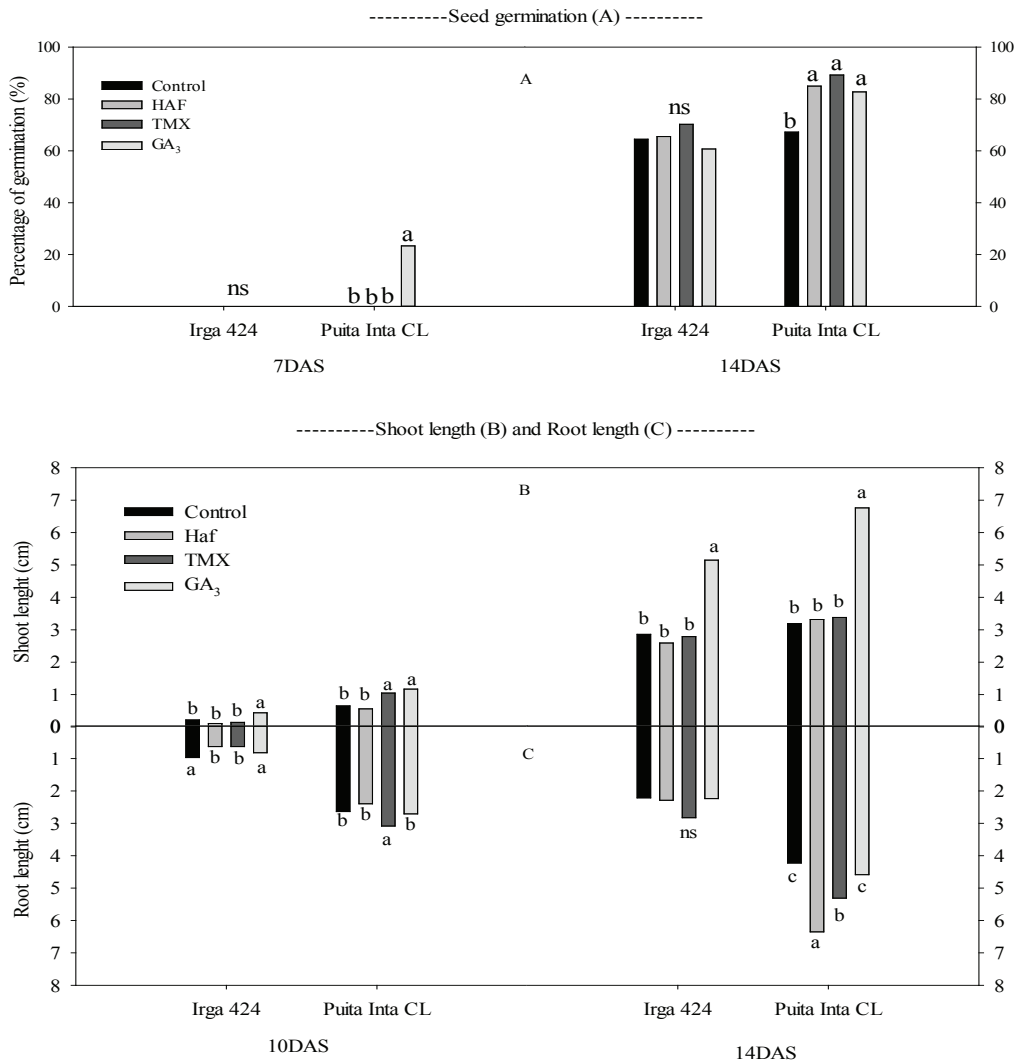 ----------Seed germination (A)----------
A
Control
HAF
TMX
GA₃
Percentage of germination (%)
100
80
60
40
20
0
100
80
60
40
20
0
ns
b b b a
ns
b a a a
Irga 424
Puita Inta CL
Irga 424
Puita Inta CL
7DAS
14DAS
----------Shoot length (B) and Root length (C) ----------
B
Control
Haf
TMX
GA₃
Shoot lenght (cm)
Root lenght (cm)
8
7
6
5
4
3
2
1
0
1
2
3
4
5
6
7
8
8
7
6
5
4
3
2
1
0
1
2
3
4
5
6
7
8
b b b a
b b a a
b b b a
b b b a
C
a b b a
b b a b
ns
c a b c
Irga 424
Puita Inta CL
Irga 424
Puita Inta CL
10DAS
14DAS